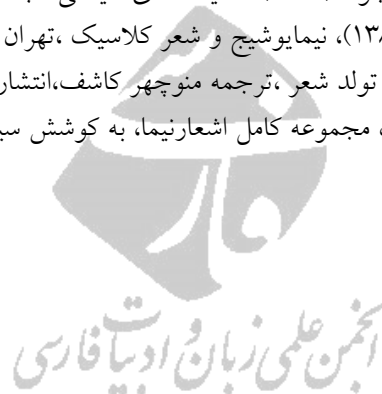 ۱۳۸)، نیمایوشیج و شعر کلاسیک ،تهران
تولد شعر ،ترجمه منوچهر کاشف،انتشار
، مجموعه کامل اشعارنیما، به کوشش سی
انجمن علمی زبان و ادبیات فارسی